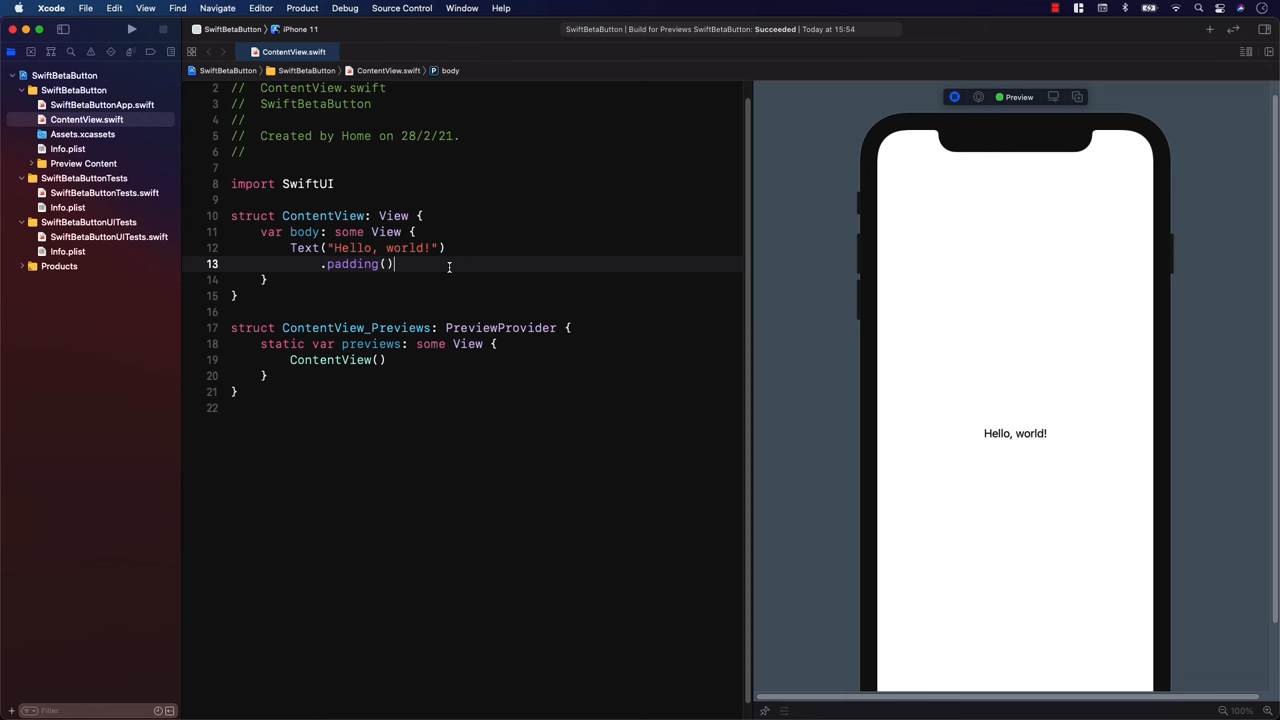 Xcode File Edit View Find Navigate Editor Product Debug Source Control Window Help
SwiftBetaButton iPhone 11
SwiftBetaButton | Build for Previews SwiftBetaButton: Succeeded | Today at 15:54
ContentView.swift
SwiftBetaButton SwiftBetaButton ContentView.swift P body
SwiftBetaButton
SwiftBetaButton
SwiftBetaButtonApp.swift
ContentView.swift
Assets.xcassets
Info.plist
Preview Content
SwiftBetaButtonTests
SwiftBetaButtonTests.swift
Info.plist
SwiftBetaButtonUITests
SwiftBetaButtonUITests.swift
Info.plist
Products
Filter
2 // ContentView.swift
3 // SwiftBetaButton
4 //
5 // Created by Home on 28/2/21.
6 //
7
8 import SwiftUI
9
10 struct ContentView: View {
11 var body: some View {
12 Text("Hello, world!")
13 .padding()
14 }
15 }
16
17 struct ContentView_Previews: PreviewProvider {
18 static var previews: some View {
19 ContentView()
20 }
21 }
22
Preview
Hello, world!
100%